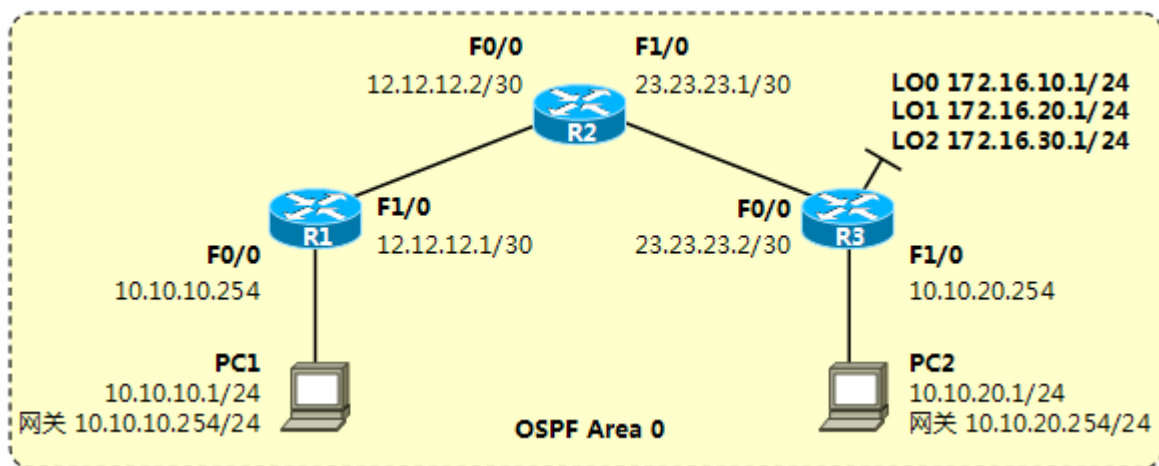 F0/0
F1/0
12.12.12.2/30
23.23.23.1/30
R2
LO0 172.16.10.1/24
LO1 172.16.20.1/24
LO2 172.16.30.1/24
R1
F1/0
12.12.12.1/30
F0/0
23.23.23.2/30
R3
F0/0
10.10.10.254
F1/0
10.10.20.254
PC1
10.10.10.1/24
网关 10.10.10.254/24
PC2
10.10.20.1/24
网关 10.10.20.254/24
OSPF Area 0